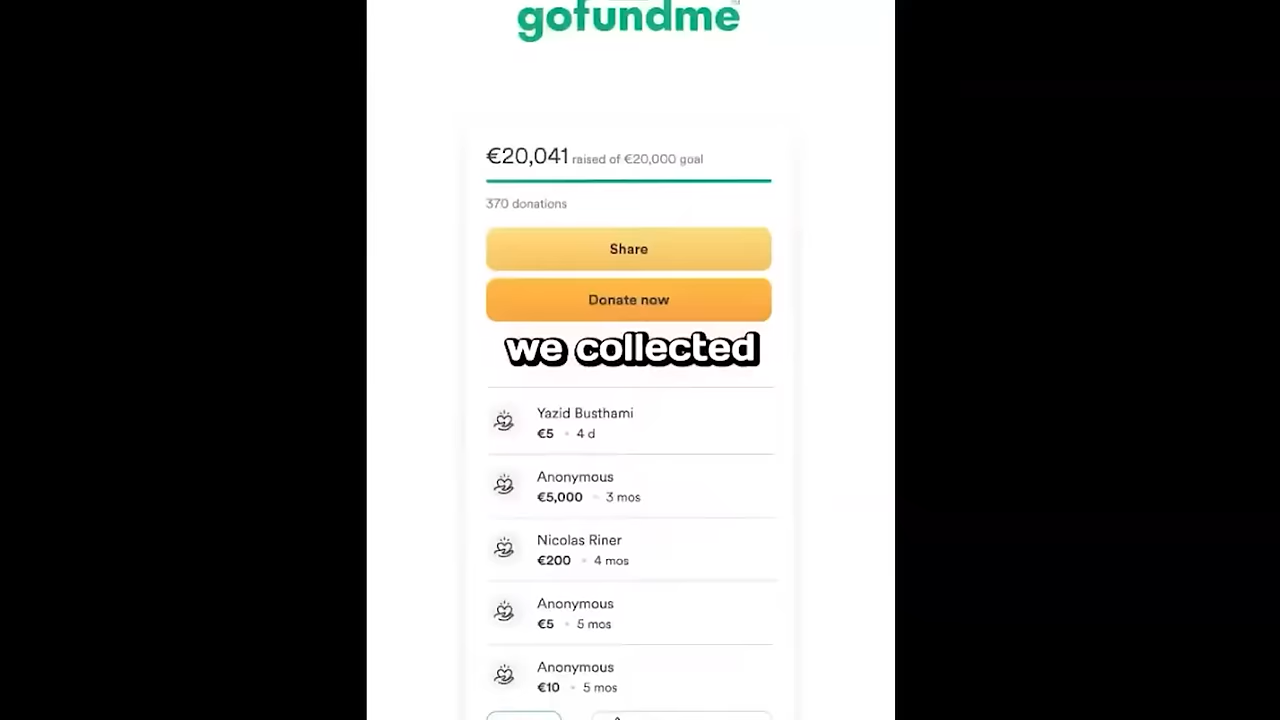 gofundme
€20,041 raised of €20,000 goal
370 donations
Share
Donate now
we collected
Yazid Busthami
€5 • 4 d
Anonymous
€5,000 • 3 mos
Nicolas Riner
€200 • 4 mos
Anonymous
€5 • 5 mos
Anonymous
€10 • 5 mos